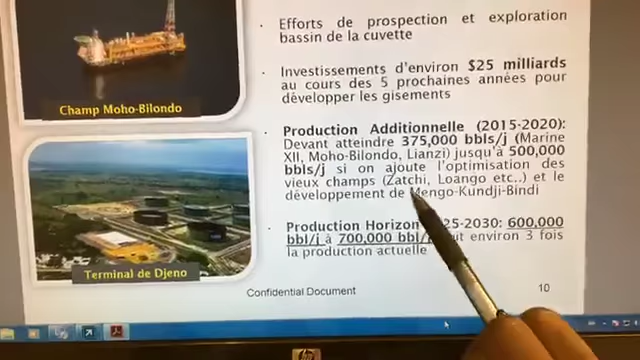 Efforts de prospection et exploration
bassin de la cuvette
Investissements d'environ $25 milliards
au cours des 5 prochaines années pour
développer les gisements
Champ Moho-Bilondo
Production Additionnelle (2015-2020):
Devant atteindre 375,000 bbls/j (Marine
XII, Moho-Bilondo, Lianzi) jusqu'à 500,000
bbls/j si on ajoute l'optimisation des
vieux champs (Zatchi, Loango etc..) et le
développement de Mengo-Kundji-Bindi
Production Horizon 25-2030: 600,000
bbl/j à 700,000 bbl/ environ 3 fois
la production actuelle
Terminal de Djeno
Confidential Document
10
hp